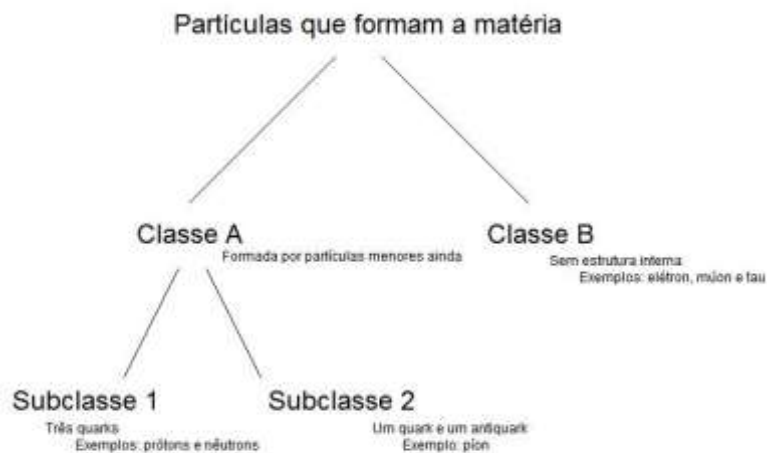 Partículas que formam a matéria
Classe A
Formada por partículas menores ainda
Classe B
Sem estrutura interna
Exemplos: elétron, múon e tau
Subclasse 1
Três quarks
Exemplos: prótons e nêutrons
Subclasse 2
Um quark e um antiquark
Exemplo: píon